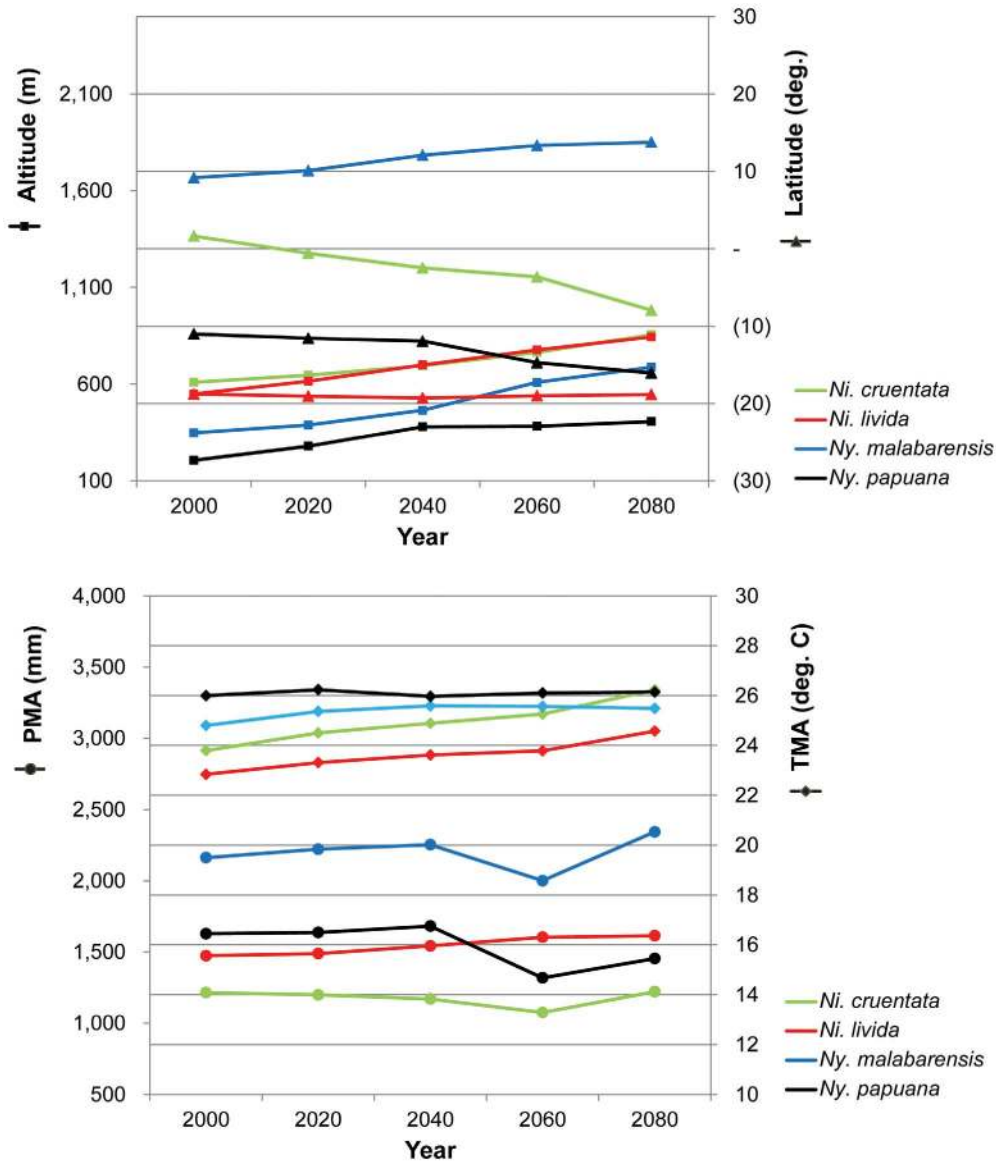 30
2,100
20
Altitude (m)
Latitude (deg.)
10
1,600
-
1,100
(10)
600
(20)
100
(30)
2000 2020 2040 2060 2080
Year
Ni. cruentata
Ni. livida
Ny. malabarensis
Ny. papuana
4,000
30
28
3,500
26
PMA (mm)
TMA (deg. C)
3,000
24
22
2,500
20
2,000
18
1,500
16
14
1,000
12
500
10
2000 2020 2040 2060 2080
Year
Ni. cruentata
Ni. livida
Ny. malabarensis
Ny. papuana